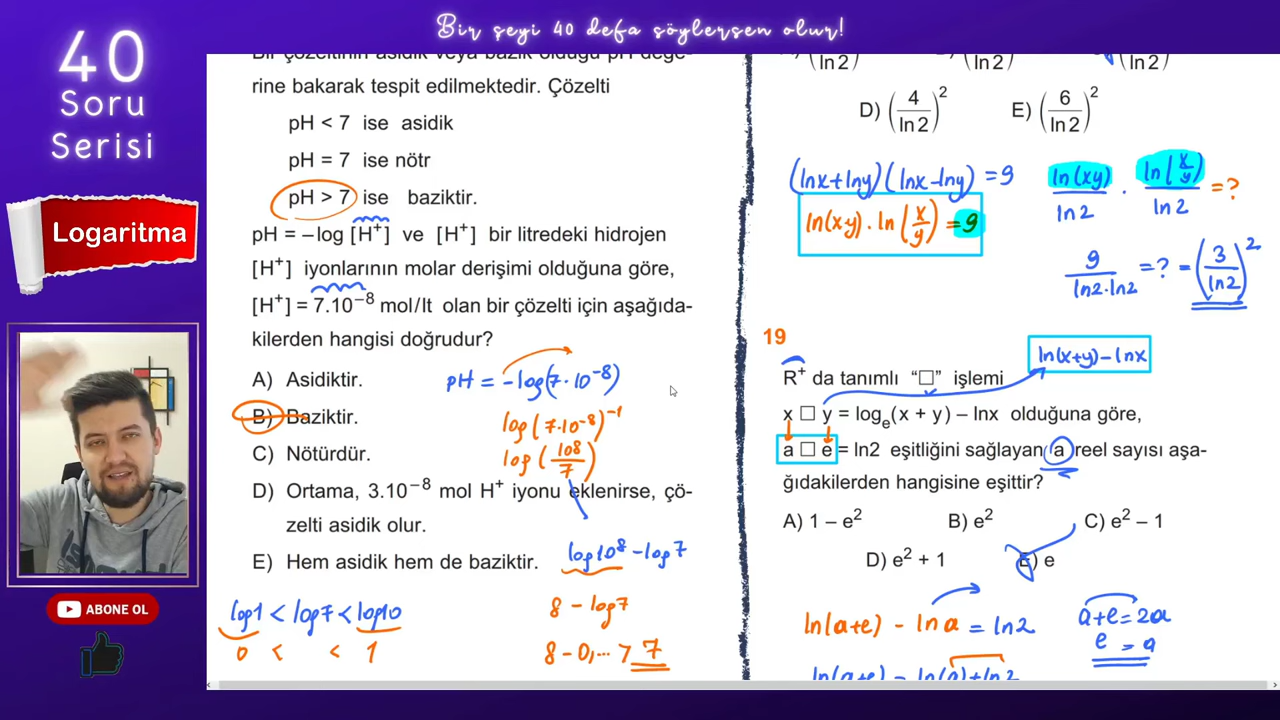 Bir şeyi 40 defa söylersen olur!
40
Soru
Serisi
Logaritma
ABONE OL
rine bakarak tespit edilmektedir. Çözelti
pH < 7 ise asidik
pH = 7 ise nötr
pH > 7 ise baziktir.
pH = –log [H⁺] ve [H⁺] bir litredeki hidrojen
[H⁺] iyonlarının molar derişimi olduğuna göre,
[H⁺] = 7.10⁻⁸ mol/lt olan bir çözelti için aşağıda-
kilerden hangisi doğrudur?
A) Asidiktir.
B) Baziktir.
C) Nötürdür.
D) Ortama, 3.10⁻⁸ mol H⁺ iyonu eklenirse, çö-
zelti asidik olur.
E) Hem asidik hem de baziktir.
pH = –log(7·10⁻⁸)
log(7·10⁻⁸)⁻¹
log(10⁸/7)
log10⁸ – log7
8 – log7
8 – 0,... > 7
log1 < log7 < log10
0 < < 1
D) (4/ln2)² E) (6/ln2)²
(lnx+lny)(lnx–lny) = 9
ln(xy) · ln(x/y) = 9
ln(xy)/ln2 · ln(x/y)/ln2 = ?
9/ln2·ln2 = ? = (3/ln2)²
19
ln(x+y) – lnx
R⁺ da tanımlı “□” işlemi
x □ y = logₑ(x + y) – lnx olduğuna göre,
a □ e = ln2 eşitliğini sağlayan a reel sayısı aşa-
ğıdakilerden hangisine eşittir?
A) 1 – e² B) e² C) e² – 1
D) e² + 1 E) e
ln(a+e) – lna = ln2
ln(a+e) = ln(a)+ln2
a+e = 2a
e = a